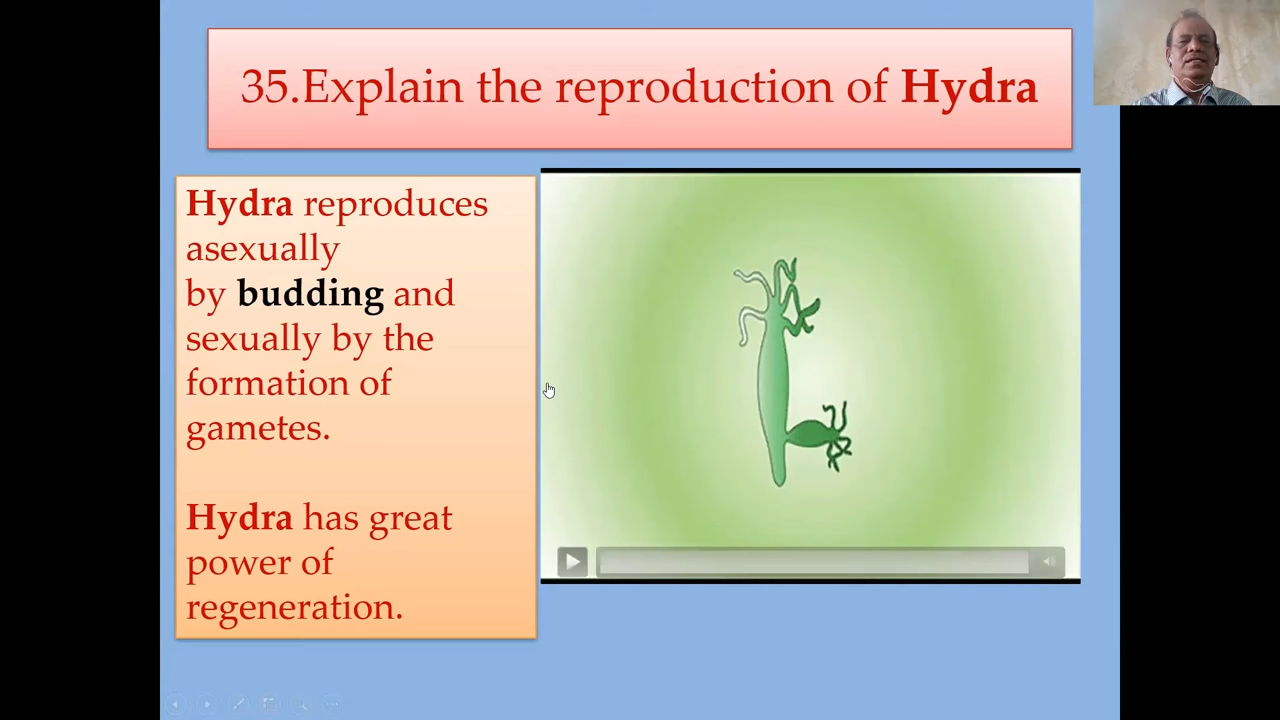 35.Explain the reproduction of Hydra
Hydra reproduces
asexually
by budding and
sexually by the
formation of
gametes.
Hydra has great
power of
regeneration.